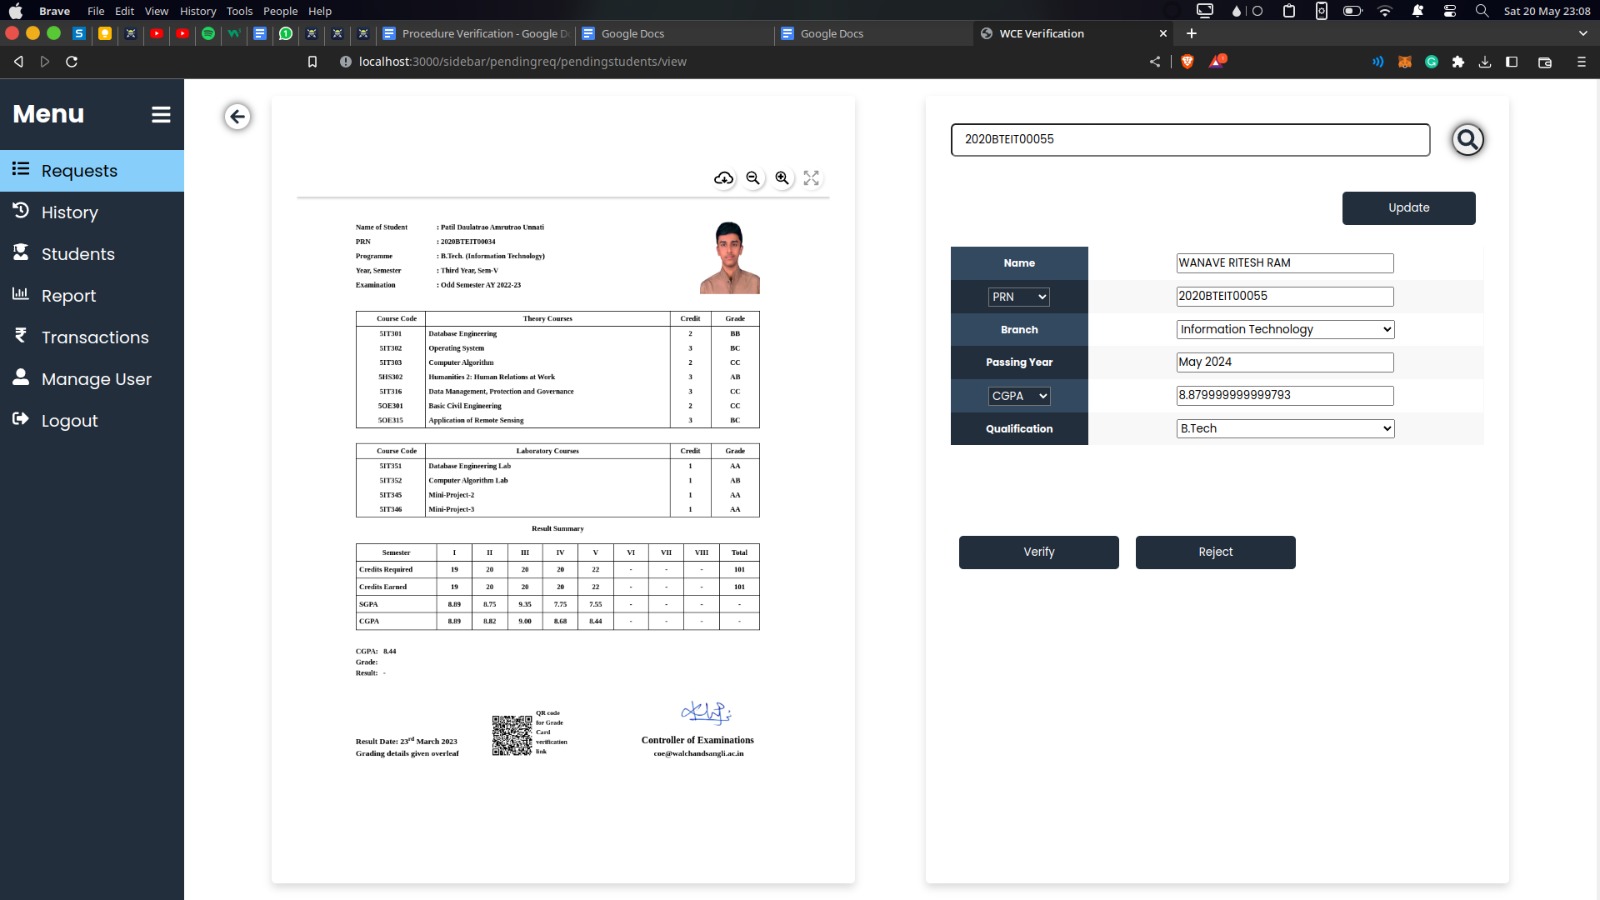 Brave File Edit View History Tools People Help Sat 20 May 23:08
Procedure Verification - Google D
Google Docs
Google Docs
WCE Verification
localhost:3000/sidebar/pendingreq/pendingstudents/view
Menu
Requests
History
Students
Report
Transactions
Manage User
Logout
Name of Student : Patil Daulatrao Amrutrao Unnati
PRN : 2020BTEIT00034
Programme : B.Tech. (Information Technology)
Year, Semester : Third Year, Sem-V
Examination : Odd Semester AY 2022-23
Course Code Theory Courses Credit Grade
5IT301 Database Engineering 2 BB
5IT302 Operating System 3 BC
5IT303 Computer Algorithm 2 CC
5HS302 Humanities 2: Human Relations at Work 3 AB
5IT316 Data Management, Protection and Governance 3 CC
5OE301 Basic Civil Engineering 2 CC
5OE315 Application of Remote Sensing 3 BC
Course Code Laboratory Courses Credit Grade
5IT351 Database Engineering Lab 1 AA
5IT352 Computer Algorithm Lab 1 AB
5IT345 Mini-Project-2 1 AA
5IT346 Mini-Project-3 1 AA
Result Summary
Semester I II III IV V VI VII VIII Total
Credits Required 19 20 20 20 22 - - - 101
Credits Earned 19 20 20 20 22 - - - 101
SGPA 8.89 8.75 9.35 7.75 7.55 - - - -
CGPA 8.89 8.82 9.00 8.68 8.44 - - - -
CGPA: 8.44
Grade:
Result: -
QR code
for Grade
Card
verification
link
Result Date: 23rd March 2023
Grading details given overleaf
Controller of Examinations
coe@walchandsangli.ac.in
2020BTEIT00055
Update
Name WANAVE RITESH RAM
PRN 2020BTEIT00055
Branch Information Technology
Passing Year May 2024
CGPA 8.879999999999793
Qualification B.Tech
Verify Reject